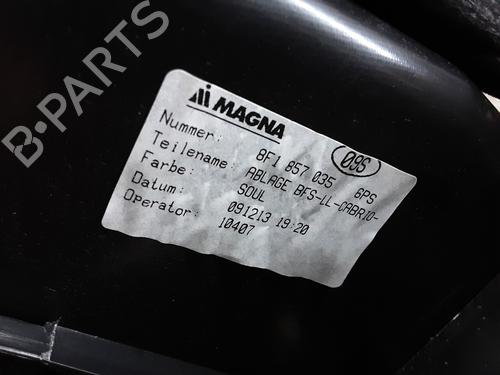 B-PARTS
MAGNA
096
Nummer: 8F1 857 035 6PS
Teilename: ABLAGE BFS-LL-CABRIO-
Farbe: SOUL
Datum: 091213 19:20
Operator: 10407